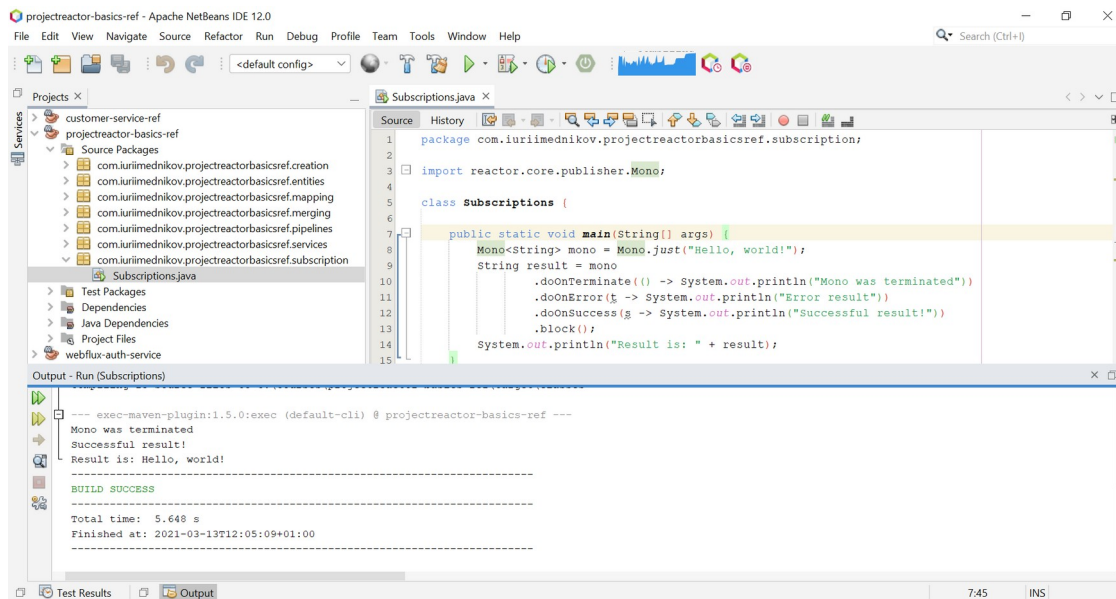 projectreactor-basics-ref - Apache NetBeans IDE 12.0
File Edit View Navigate Source Refactor Run Debug Profile Team Tools Window Help
Search (Ctrl+I)
<default config>
Services
Projects
customer-service-ref
projectreactor-basics-ref
Source Packages
com.iuriimednikov.projectreactorbasicsref.creation
com.iuriimednikov.projectreactorbasicsref.entities
com.iuriimednikov.projectreactorbasicsref.mapping
com.iuriimednikov.projectreactorbasicsref.merging
com.iuriimednikov.projectreactorbasicsref.pipelines
com.iuriimednikov.projectreactorbasicsref.services
com.iuriimednikov.projectreactorbasicsref.subscription
Subscriptions.java
Test Packages
Dependencies
Java Dependencies
Project Files
webflux-auth-service
Subscriptions.java
Source History
1 package com.iuriimednikov.projectreactorbasicsref.subscription;
2
3 import reactor.core.publisher.Mono;
4
5 class Subscriptions {
6
7 public static void main(String[] args) {
8 Mono<String> mono = Mono.just("Hello, world!");
9 String result = mono
10 .doOnTerminate(() -> System.out.println("Mono was terminated"))
11 .doOnError(t -> System.out.println("Error result"))
12 .doOnSuccess(s -> System.out.println("Successful result!"))
13 .block();
14 System.out.println("Result is: " + result);
15 }
Output - Run (Subscriptions)
--- exec-maven-plugin:1.5.0:exec (default-cli) @ projectreactor-basics-ref ---
Mono was terminated
Successful result!
Result is: Hello, world!
------------------------------------------------------------------------
BUILD SUCCESS
------------------------------------------------------------------------
Total time: 5.648 s
Finished at: 2021-03-13T12:05:09+01:00
------------------------------------------------------------------------
Test Results Output
7:45 INS